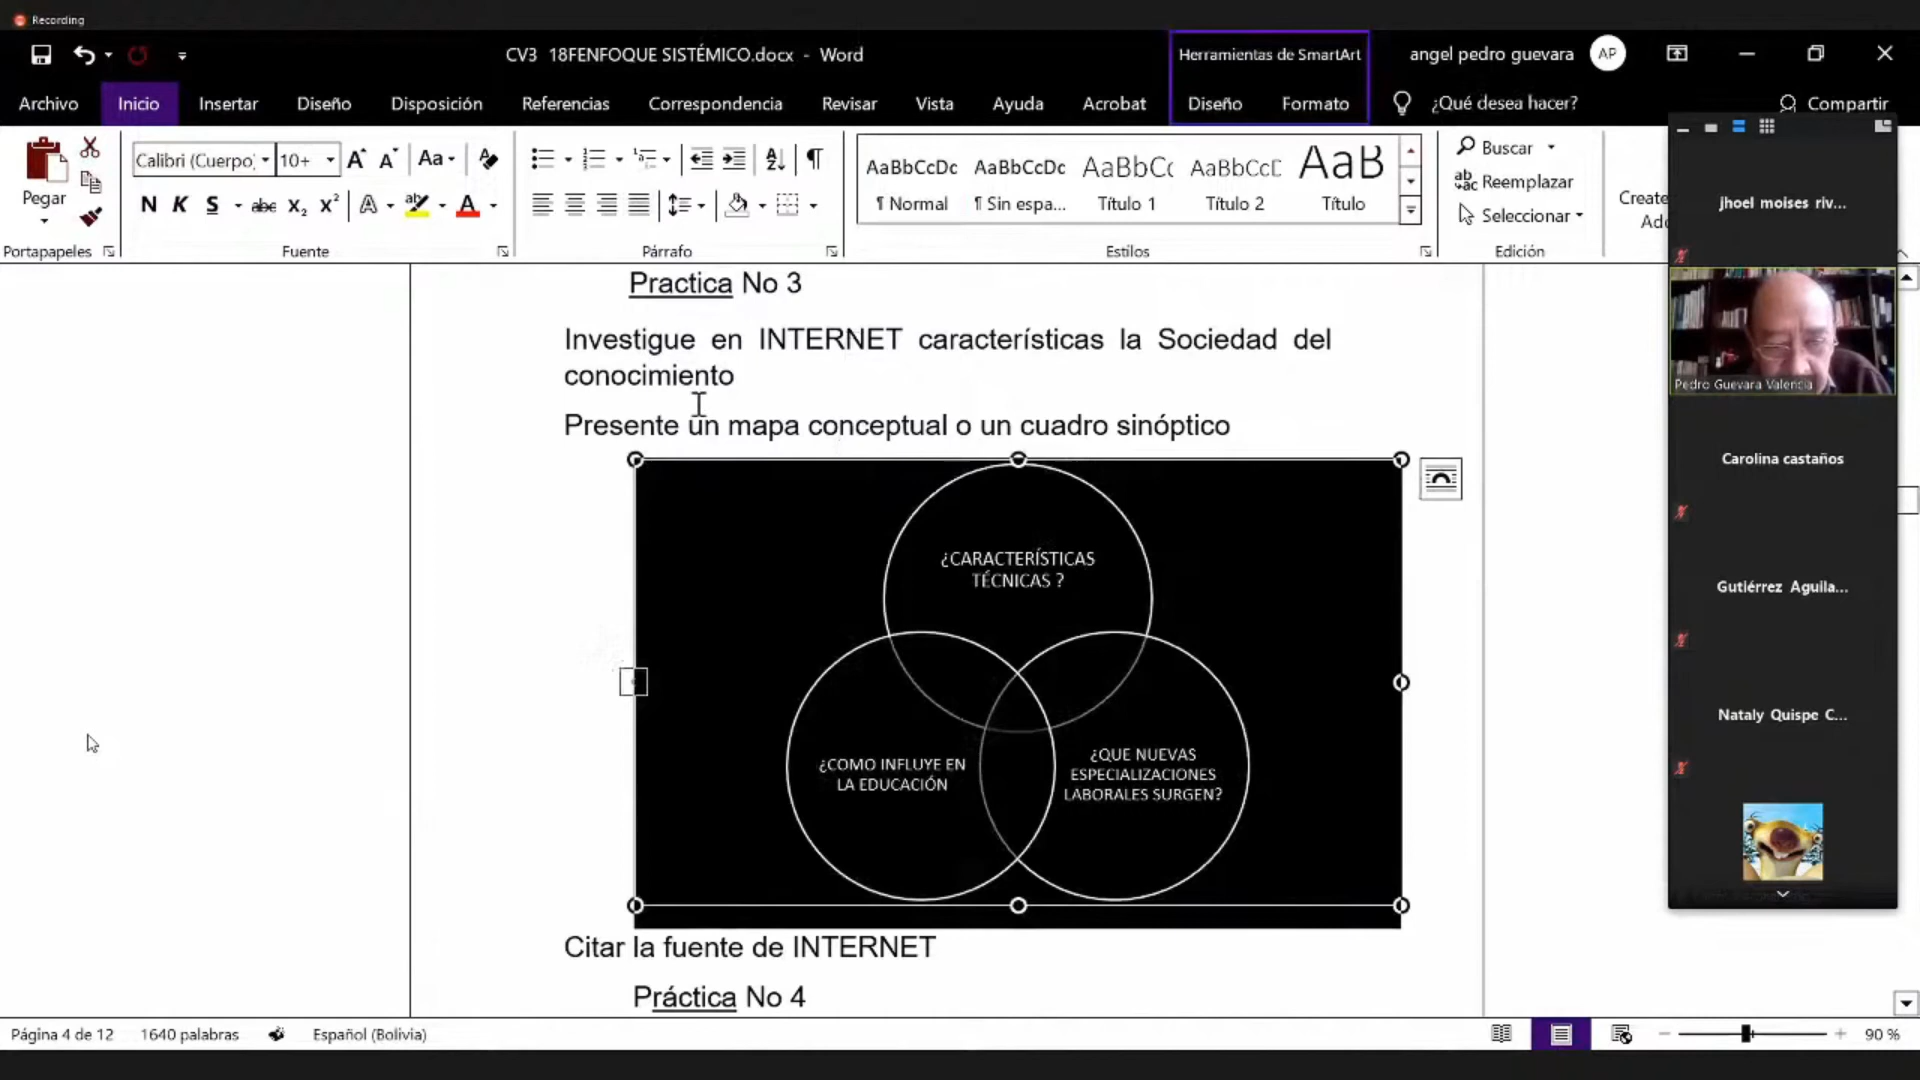 Recording
CV3 18FENFOQUE SISTÉMICO.docx - Word
Herramientas de SmartArt
angel pedro guevara
AP
Archivo
Inicio
Insertar
Diseño
Disposición
Referencias
Correspondencia
Revisar
Vista
Ayuda
Acrobat
Diseño
Formato
¿Qué desea hacer?
Compartir
Pegar
Calibri (Cuerpo)
10+
Aa
N K S abc X₂ X²
AaBbCcDc
AaBbCcDc
AaBbCc
AaBbCcD
AaB
¶ Normal
¶ Sin espa...
Título 1
Título 2
Título
Buscar
Reemplazar
Seleccionar
Create
Portapapeles
Fuente
Párrafo
Estilos
Edición
Practica No 3
Investigue en INTERNET características la Sociedad del
conocimiento
Presente un mapa conceptual o un cuadro sinóptico
¿CARACTERÍSTICAS
TÉCNICAS ?
¿COMO INFLUYE EN
LA EDUCACIÓN
¿QUE NUEVAS
ESPECIALIZACIONES
LABORALES SURGEN?
Citar la fuente de INTERNET
Práctica No 4
jhoel moises riv...
Pedro Guevara Valencia
Carolina castaños
Gutiérrez Aguila...
Nataly Quispe C...
Página 4 de 12
1640 palabras
Español (Bolivia)
90 %